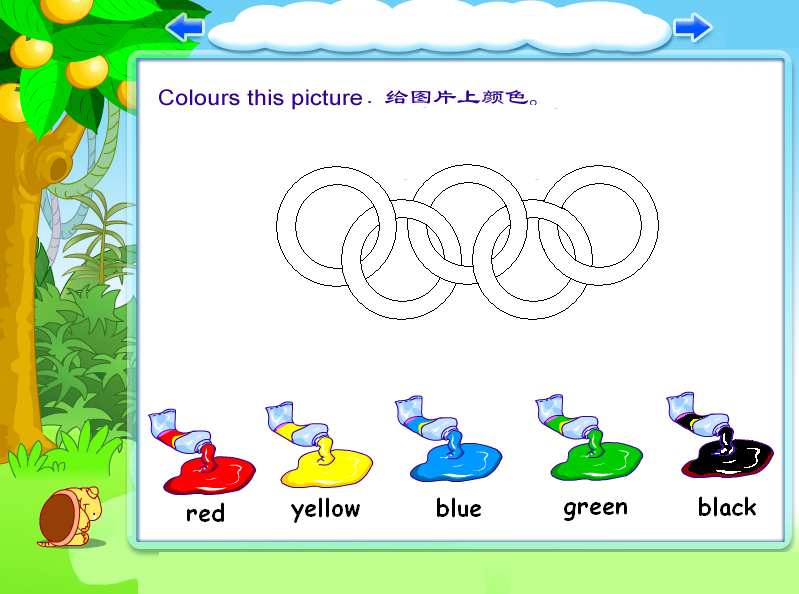 Colours this picture. 给图片上颜色。
red yellow blue green black